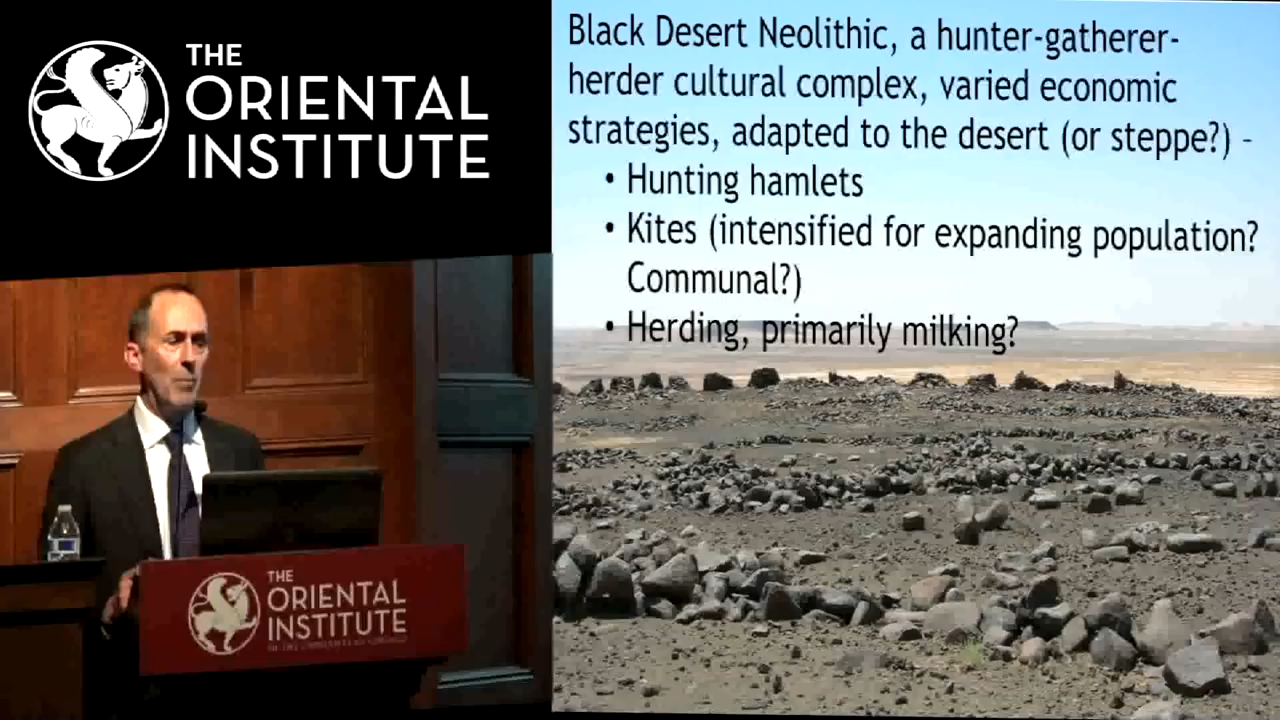 THE
ORIENTAL
INSTITUTE
Black Desert Neolithic, a hunter-gatherer-
herder cultural complex, varied economic
strategies, adapted to the desert (or steppe?) -
• Hunting hamlets
• Kites (intensified for expanding population?
Communal?)
• Herding, primarily milking?
THE
ORIENTAL
INSTITUTE